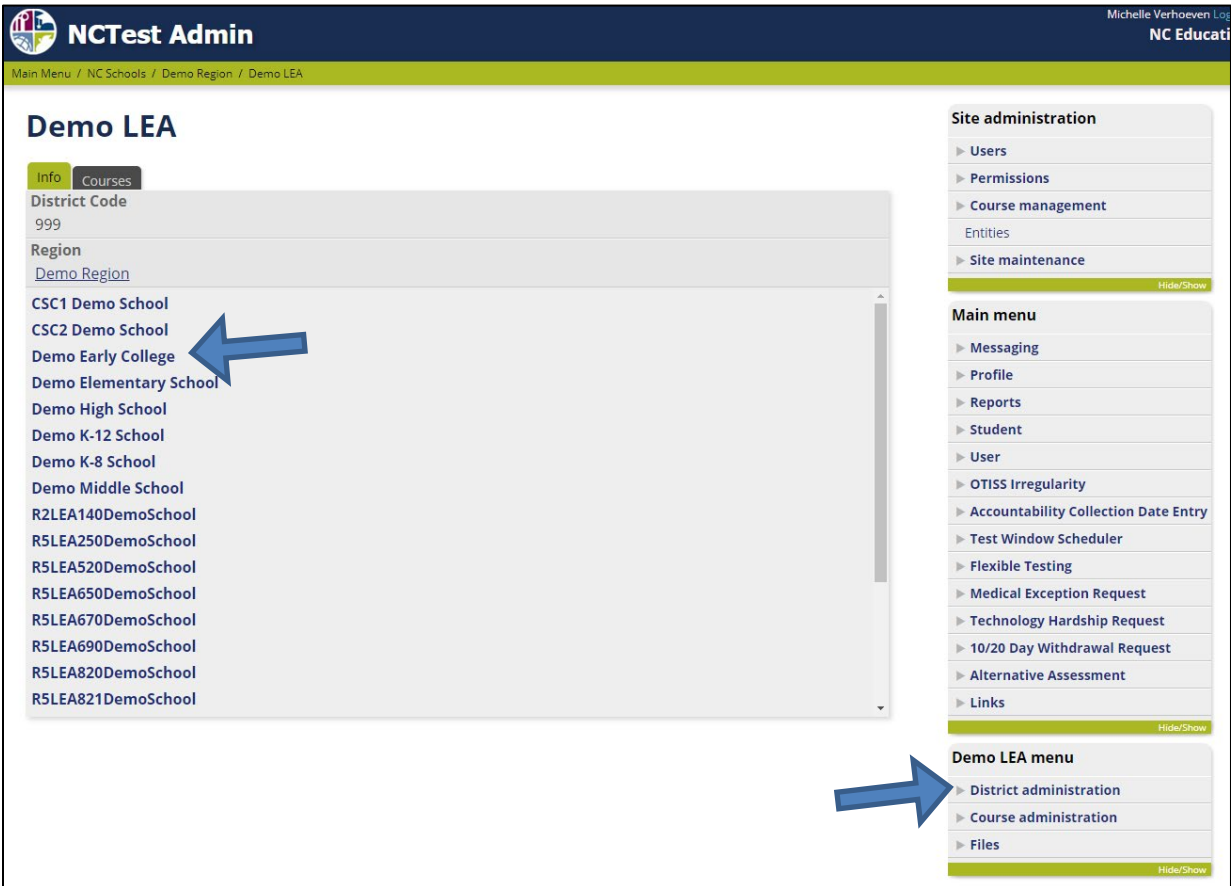 Michelle Verhoeven Log
NCTest Admin
NC Educati
Main Menu / NC Schools / Demo Region / Demo LEA
Demo LEA
Info
Courses
District Code
999
Region
Demo Region
CSC1 Demo School
CSC2 Demo School
Demo Early College
Demo Elementary School
Demo High School
Demo K-12 School
Demo K-8 School
Demo Middle School
R2LEA140DemoSchool
R5LEA250DemoSchool
R5LEA520DemoSchool
R5LEA650DemoSchool
R5LEA670DemoSchool
R5LEA690DemoSchool
R5LEA820DemoSchool
R5LEA821DemoSchool
Site administration
Users
Permissions
Course management
Entities
Site maintenance
Hide/Show
Main menu
Messaging
Profile
Reports
Student
User
OTISS Irregularity
Accountability Collection Date Entry
Test Window Scheduler
Flexible Testing
Medical Exception Request
Technology Hardship Request
10/20 Day Withdrawal Request
Alternative Assessment
Links
Hide/Show
Demo LEA menu
District administration
Course administration
Files
Hide/Show